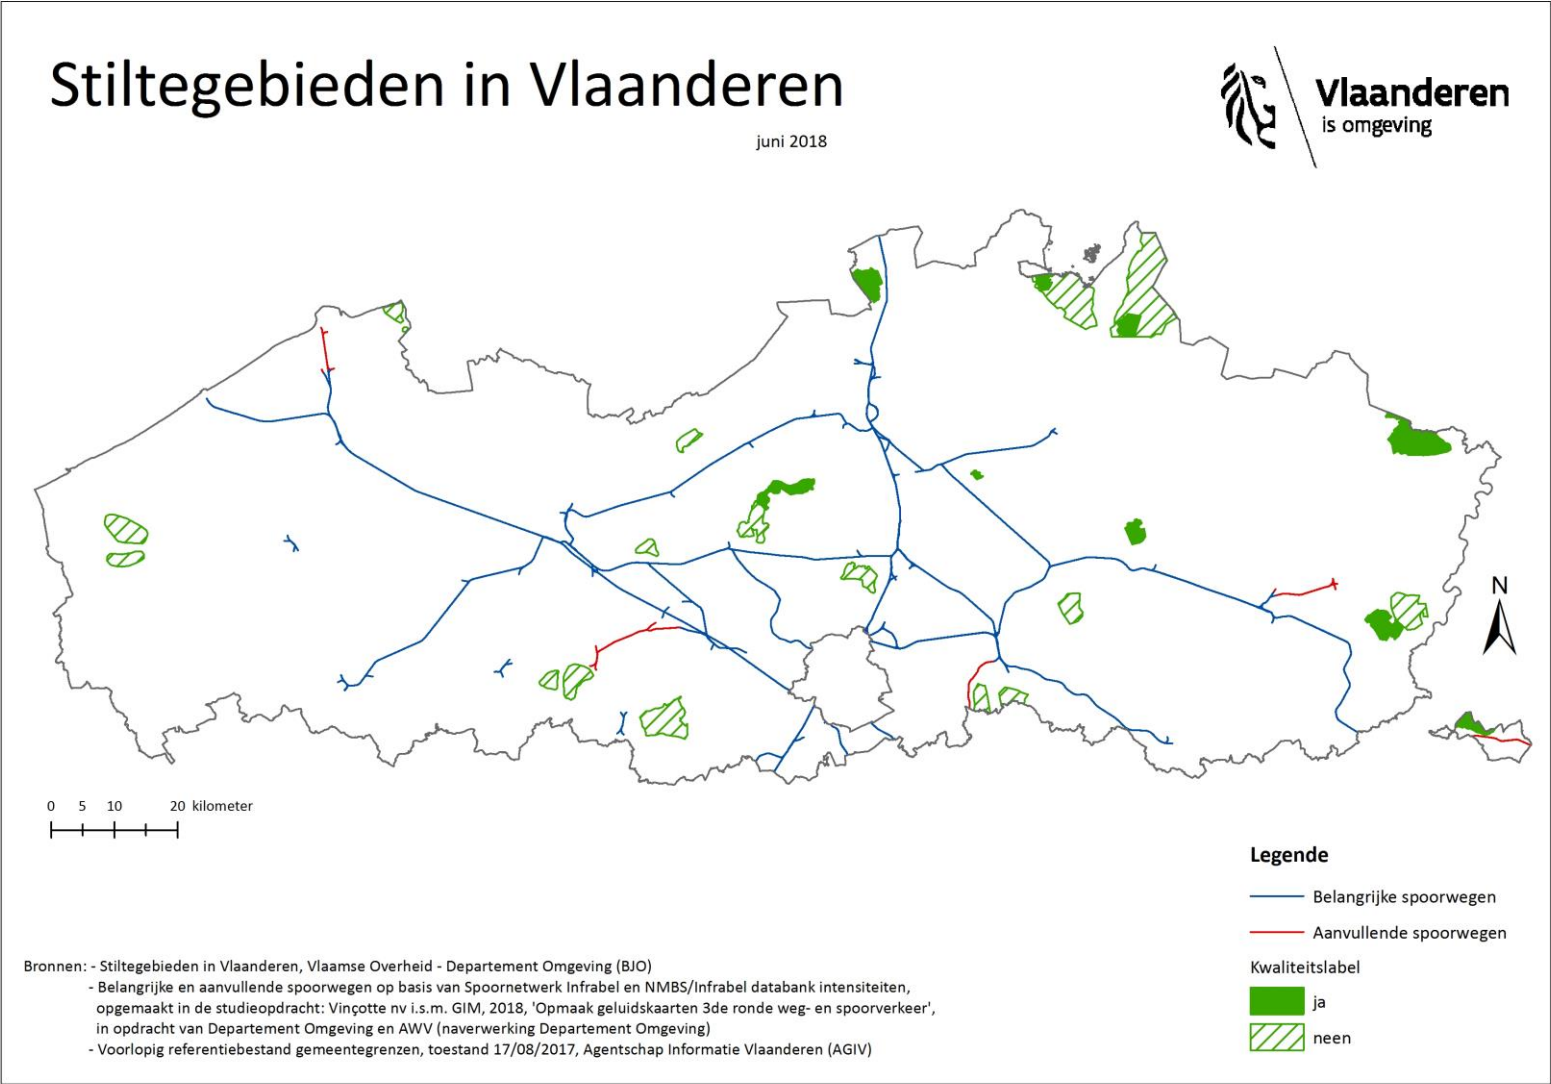 Stiltegebieden in Vlaanderen
juni 2018
Vlaanderen
is omgeving
N
0 5 10 20 kilometer
Legende
Belangrijke spoorwegen
Aanvullende spoorwegen
Kwaliteitslabel
ja
neen
Bronnen: - Stiltegebieden in Vlaanderen, Vlaamse Overheid - Departement Omgeving (BJO)
- Belangrijke en aanvullende spoorwegen op basis van Spoornetwerk Infrabel en NMBS/Infrabel databank intensiteiten,
opgemaakt in de studieopdracht: Vinçotte nv i.s.m. GIM, 2018, 'Opmaak geluidskaarten 3de ronde weg- en spoorverkeer',
in opdracht van Departement Omgeving en AWV (naverwerking Departement Omgeving)
- Voorlopig referentiebestand gemeentegrenzen, toestand 17/08/2017, Agentschap Informatie Vlaanderen (AGIV)